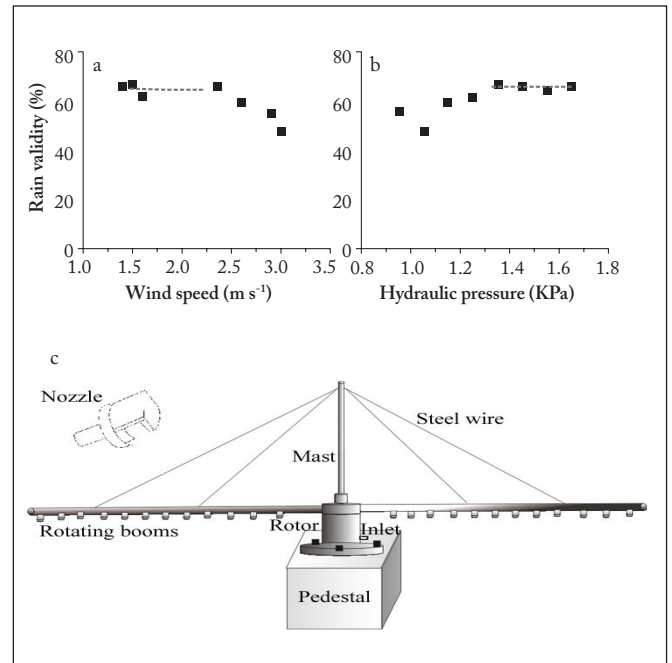 80
60
40
20
0
Rain validity (%)
a
1.0 1.5 2.0 2.5 3.0 3.5
Wind speed (m s⁻¹)
80
60
40
20
0
b
0.8 1.0 1.2 1.4 1.6 1.8
Hydraulic pressure (KPa)
c
Nozzle
Steel wire
Mast
Rotating booms
Rotor
Inlet
Pedestal